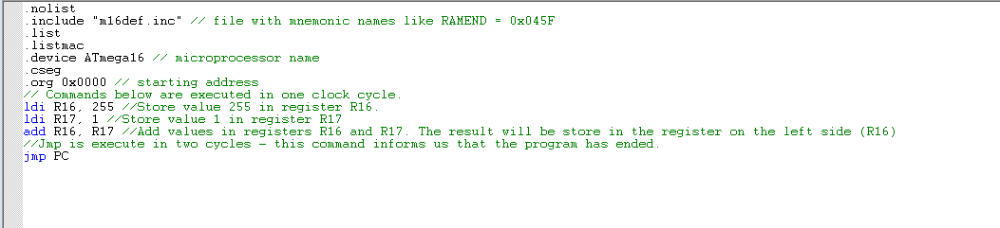 .nolist
.include "m16def.inc" // file with mnemonic names like RAMEND = 0x045F
.list
.listmac
.device ATmega16 // microprocessor name
.cseg
.org 0x0000 // starting address
// Commands below are executed in one clock cycle.
ldi R16, 255 //Store value 255 in register R16.
ldi R17, 1 //Store value 1 in register R17
add R16, R17 //Add values in registers R16 and R17. The result will be store in the register on the left side (R16)
//Jmp is execute in two cycles - this command informs us that the program has ended.
jmp PC